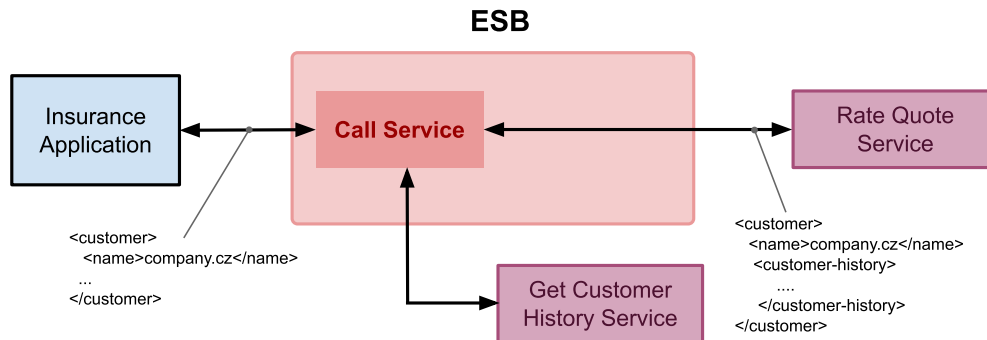 ESB
Insurance
Application
Call Service
Rate Quote
Service
<customer>
<name>company.cz</name>
...
</customer>
Get Customer
History Service
<customer>
<name>company.cz</name>
<customer-history>
....
</customer-history>
</customer>